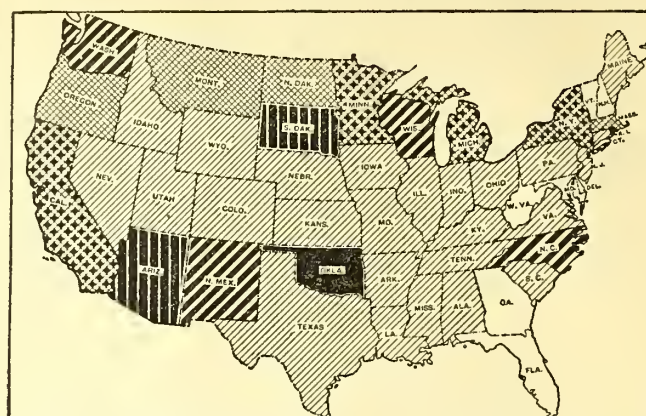 WASH.
MONT.
N. DAK.
MINN.
MAINE
OREGON
IDAHO
S. DAK.
WIS.
MICH.
VT.
N.H.
MASS.
R.I.
CT.
WYO.
NEBR.
IOWA
ILL.
IND.
OHIO
PA.
N.J.
CAL.
NEV.
UTAH
COLO.
KANS.
MO.
W. VA.
DEL.
VA.
KY.
ARIZ.
N. MEX.
OKLA.
ARK.
TENN.
N.C.
S.C.
TEXAS
LA.
MISS.
ALA.
GA.
FLA.